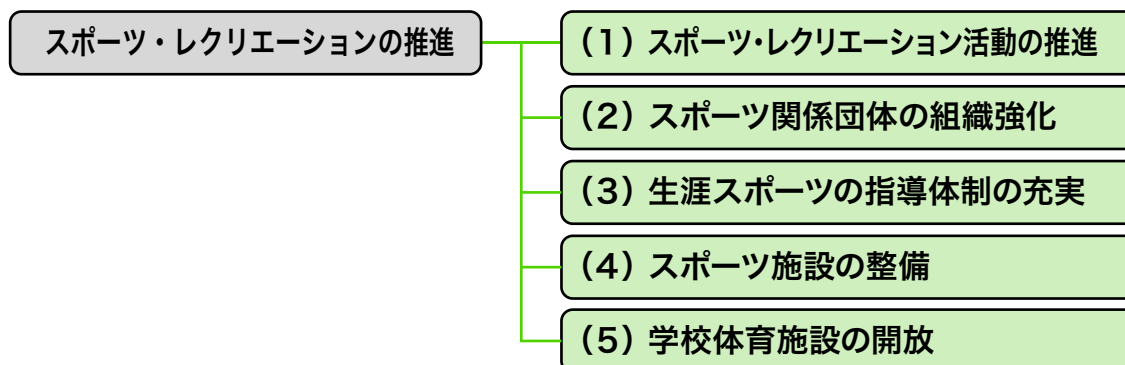 スポーツ・レクリエーションの推進
（1）スポーツ・レクリエーション活動の推進
（2）スポーツ関係団体の組織強化
（3）生涯スポーツの指導体制の充実
（4）スポーツ施設の整備
（5）学校体育施設の開放